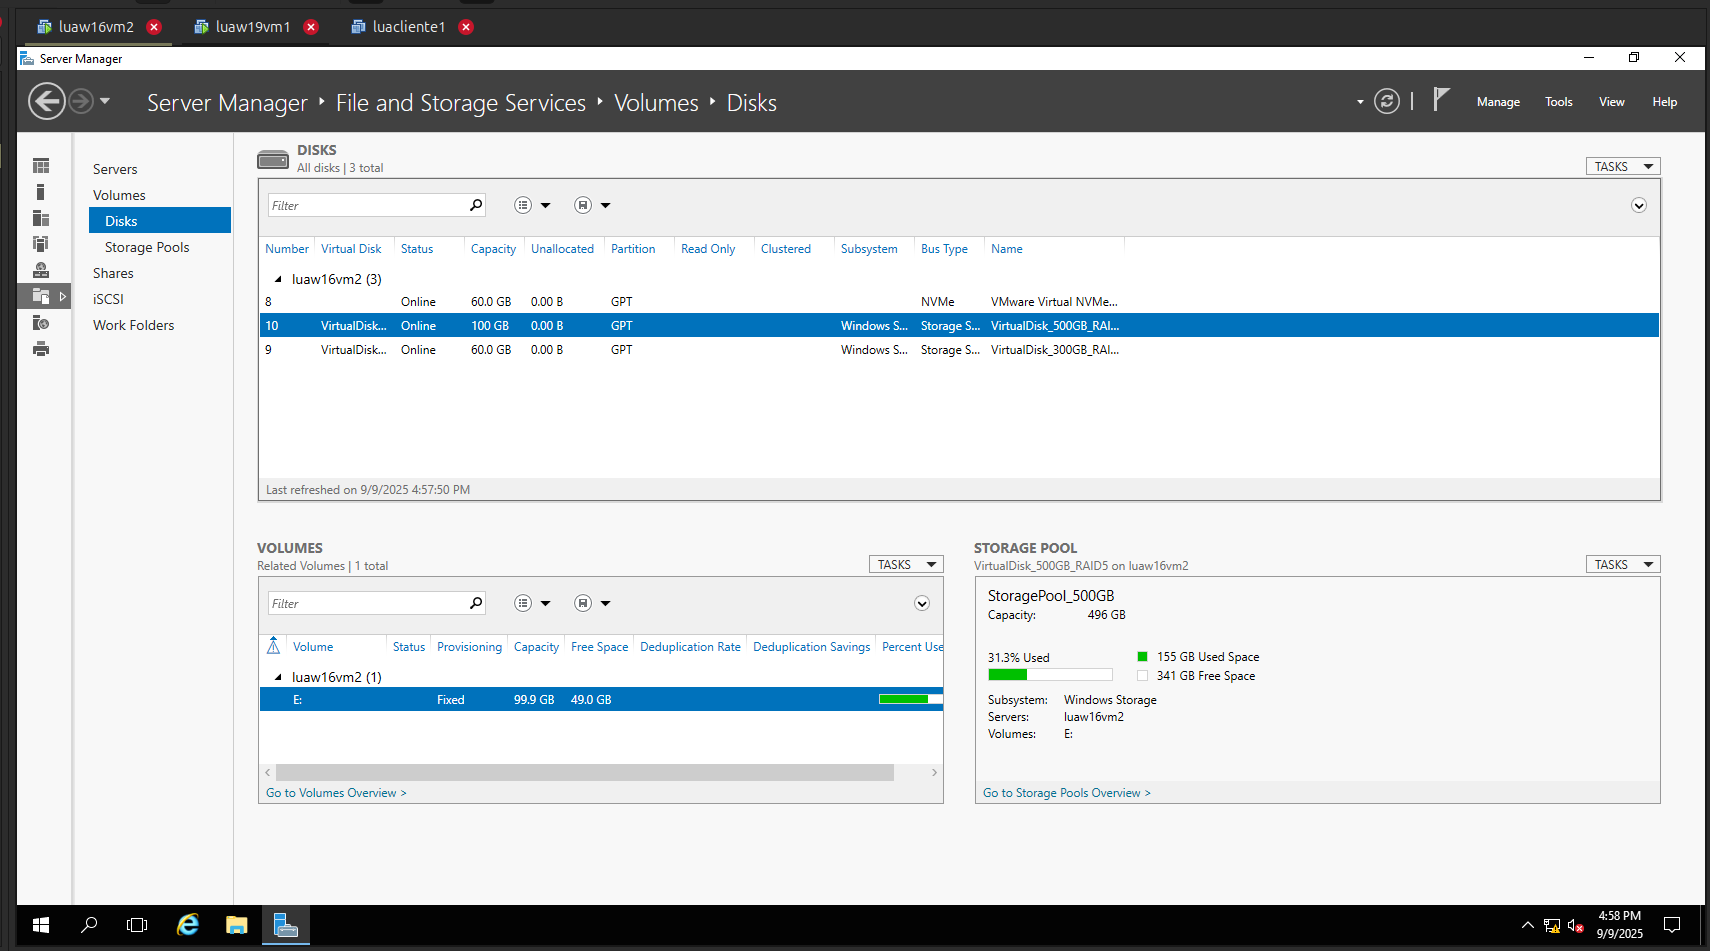 luaw16vm2
luaw19vm1
luacliente1
Server Manager
Server Manager File and Storage Services Volumes Disks
Manage Tools View Help
Servers
Volumes
Disks
Storage Pools
Shares
iSCSI
Work Folders
DISKS
All disks | 3 total
TASKS
Filter
Number Virtual Disk Status Capacity Unallocated Partition Read Only Clustered Subsystem Bus Type Name
luaw16vm2 (3)
8 Online 60.0 GB 0.00 B GPT NVMe VMware Virtual NVMe...
10 VirtualDisk... Online 100 GB 0.00 B GPT Windows S... Storage S... VirtualDisk_500GB_RAI...
9 VirtualDisk... Online 60.0 GB 0.00 B GPT Windows S... Storage S... VirtualDisk_300GB_RAI...
Last refreshed on 9/9/2025 4:57:50 PM
VOLUMES
Related Volumes | 1 total
TASKS
Filter
Volume Status Provisioning Capacity Free Space Deduplication Rate Deduplication Savings Percent Use
luaw16vm2 (1)
E: Fixed 99.9 GB 49.0 GB
Go to Volumes Overview >
STORAGE POOL
VirtualDisk_500GB_RAID5 on luaw16vm2
TASKS
StoragePool_500GB
Capacity: 496 GB
31.3% Used
155 GB Used Space
341 GB Free Space
Subsystem: Windows Storage
Servers: luaw16vm2
Volumes: E:
Go to Storage Pools Overview >
4:58 PM
9/9/2025